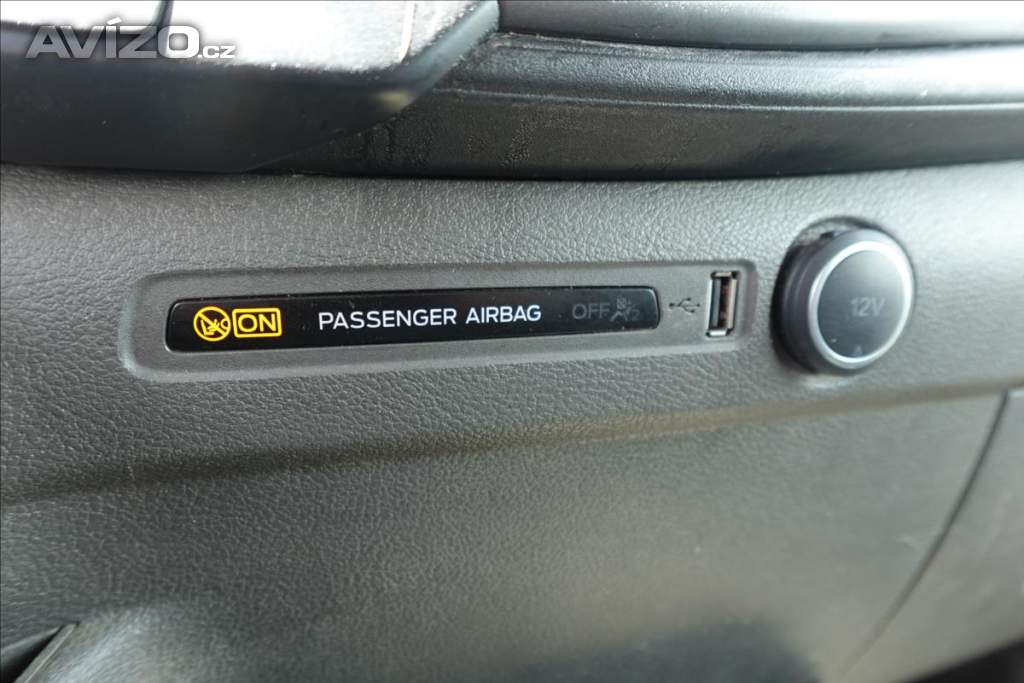 AVÍZO.cz
ON PASSENGER AIRBAG OFF
12V